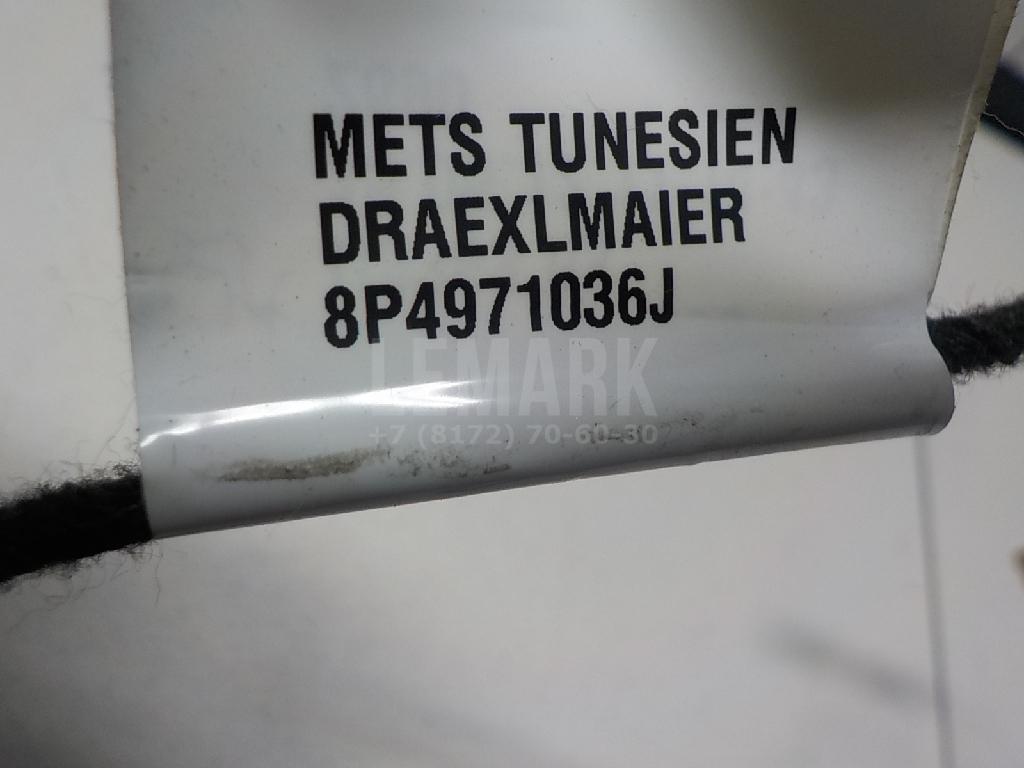 METS TUNESIEN
DRAEXLMAIER
8P4971036J
LEMARK
+7 (8172) 70-60-30